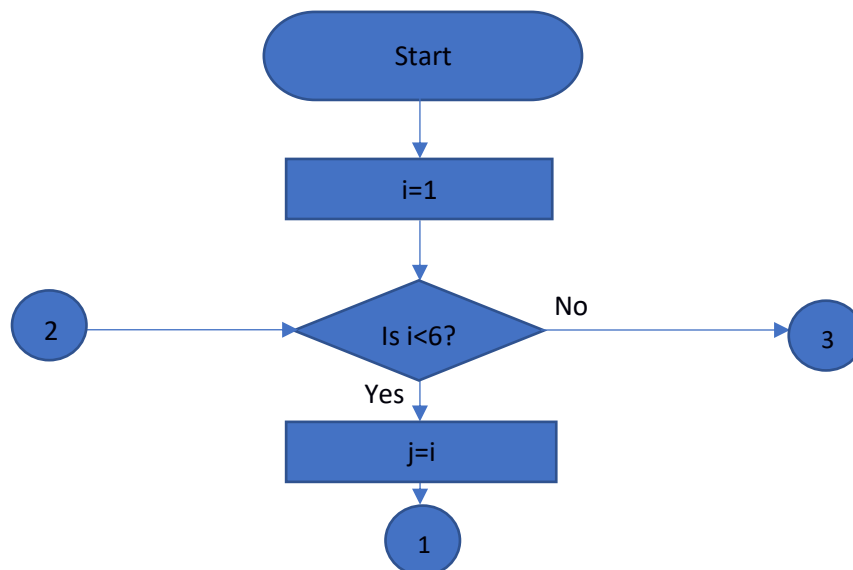 Start
i=1
2
Is i<6?
No
3
Yes
j=i
1